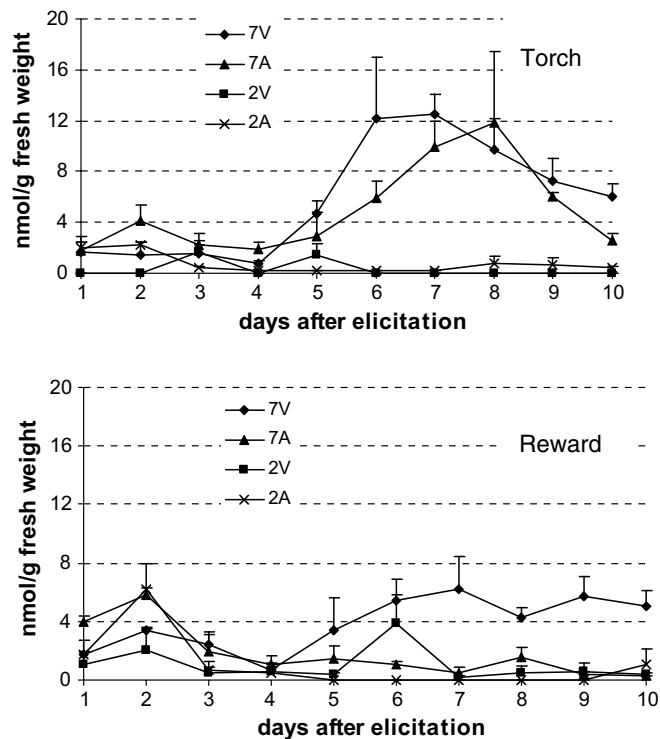 20
16
12
8
4
0
nmol/g fresh weight
7V
7A
2V
2A
Torch
1 2 3 4 5 6 7 8 9 10
days after elicitation
20
16
12
8
4
0
nmol/g fresh weight
7V
7A
2V
2A
Reward
1 2 3 4 5 6 7 8 9 10
days after elicitation